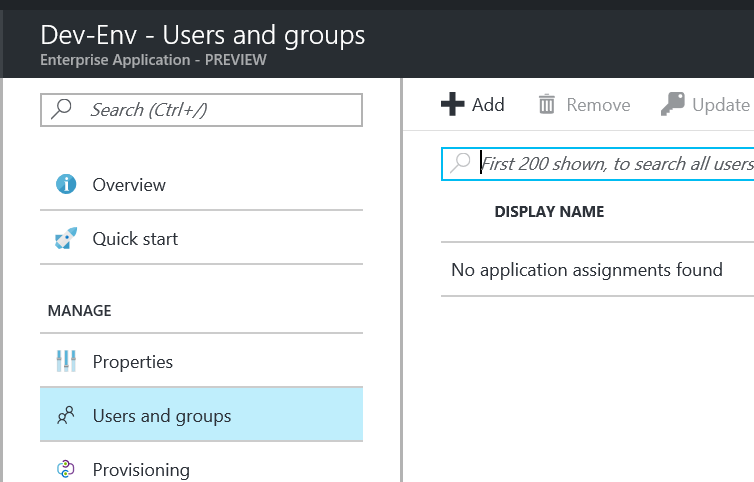 Dev-Env - Users and groups
Enterprise Application - PREVIEW
Search (Ctrl+/)
Overview
Quick start
MANAGE
Properties
Users and groups
Provisioning
Add Remove Update
First 200 shown, to search all users
DISPLAY NAME
No application assignments found